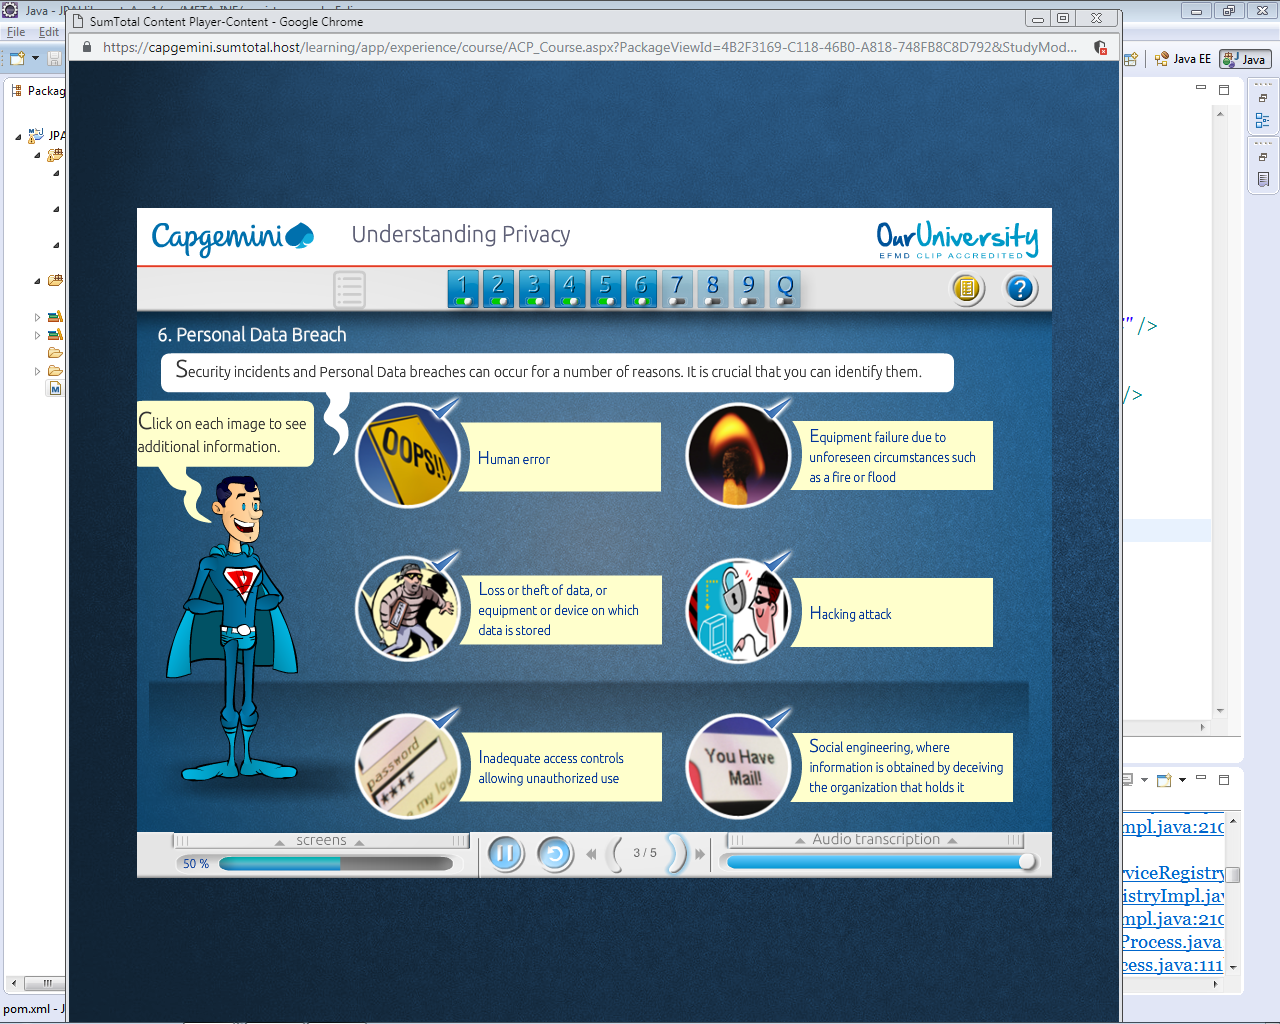 SumTotal Content Player-Content - Google Chrome
File Edit
https://capgemini.sumtotal.host/learning/app/experience/course/ACP_Course.aspx?PackageViewId=4B2F3169-C118-46B0-A818-748FB8C8D792&StudyMod...
Java EE
Java
Packag
JPA
Capgemini
Understanding Privacy
OurUniversity
EFMD CLIP ACCREDITED
1 2 3 4 5 6 7 8 9 Q
?
6. Personal Data Breach
" />
Security incidents and Personal Data breaches can occur for a number of reasons. It is crucial that you can identify them.
/>
Click on each image to see
additional information.
OOPS!!
Human error
Equipment failure due to
unforeseen circumstances such
as a fire or flood
Loss or theft of data, or
equipment or device on which
data is stored
Hacking attack
password
****
my login
Inadequate access controls
allowing unauthorized use
You Have
Mail!
Social engineering, where
information is obtained by deceiving
the organization that holds it
screens
50 %
3 / 5
Audio transcription
mpl.java:210
rviceRegistry
istryImpl.jav
mpl.java:210
Process.java
cess.java:111
pom.xml - J